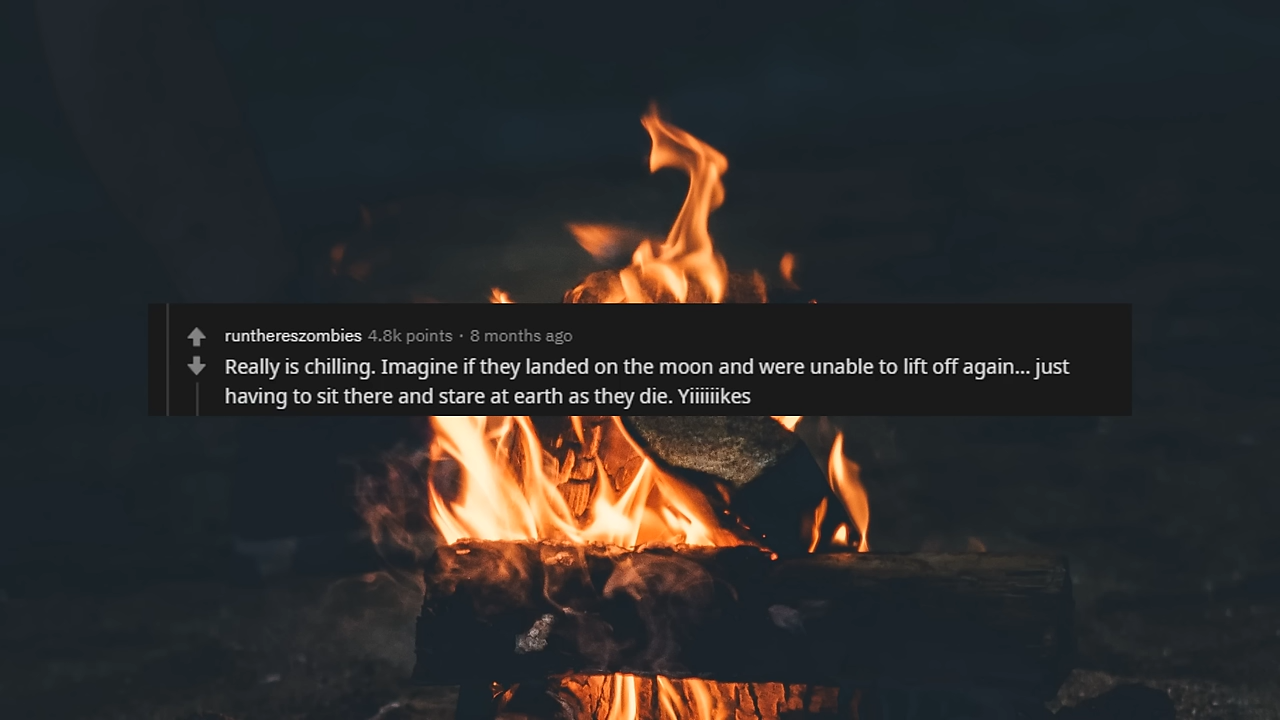 runthereszombies 4.8k points · 8 months ago
Really is chilling. Imagine if they landed on the moon and were unable to lift off again... just
having to sit there and stare at earth as they die. Yiiiiiikes